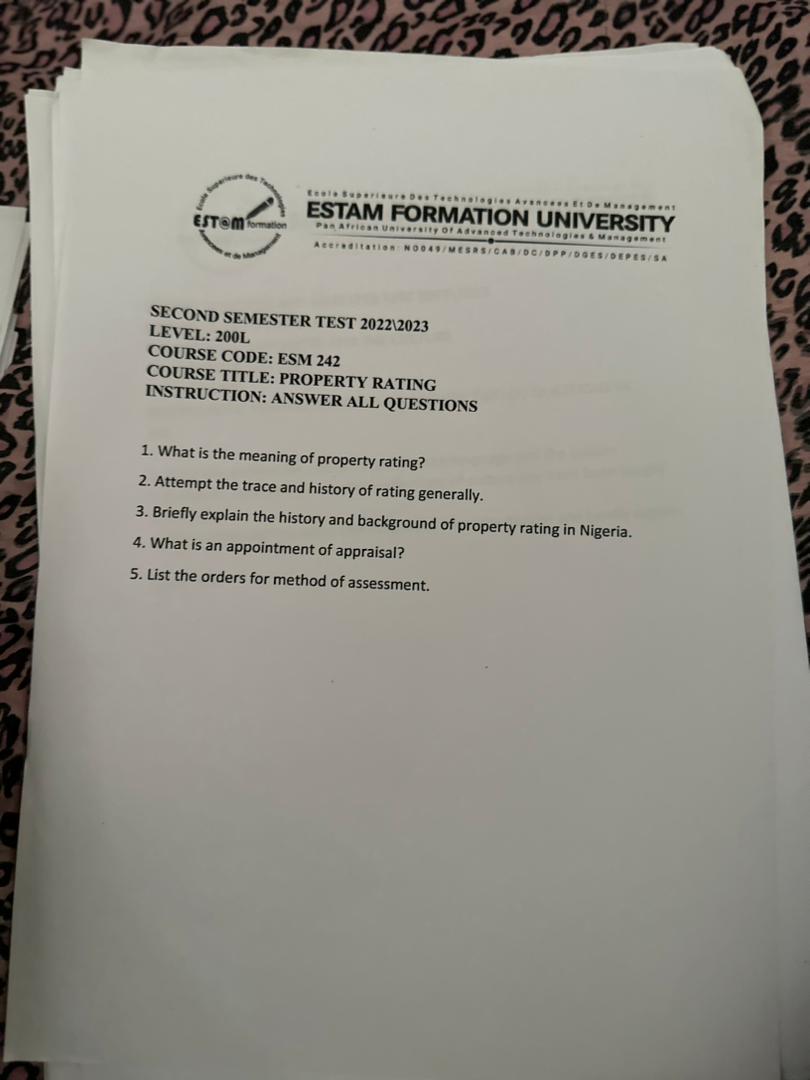 Ecole Superieure des Technologies
EST@M formation
Avancees et de Management
Ecole Superieure Des Technologies Avancees Et De Management
ESTAM FORMATION UNIVERSITY
Pan African University Of Advanced Technologies & Management
Accreditation: N0049/MESRS/CAB/DC/DPP/DGES/DEPES/SA
SECOND SEMESTER TEST 2022\2023
LEVEL: 200L
COURSE CODE: ESM 242
COURSE TITLE: PROPERTY RATING
INSTRUCTION: ANSWER ALL QUESTIONS
1. What is the meaning of property rating?
2. Attempt the trace and history of rating generally.
3. Briefly explain the history and background of property rating in Nigeria.
4. What is an appointment of appraisal?
5. List the orders for method of assessment.